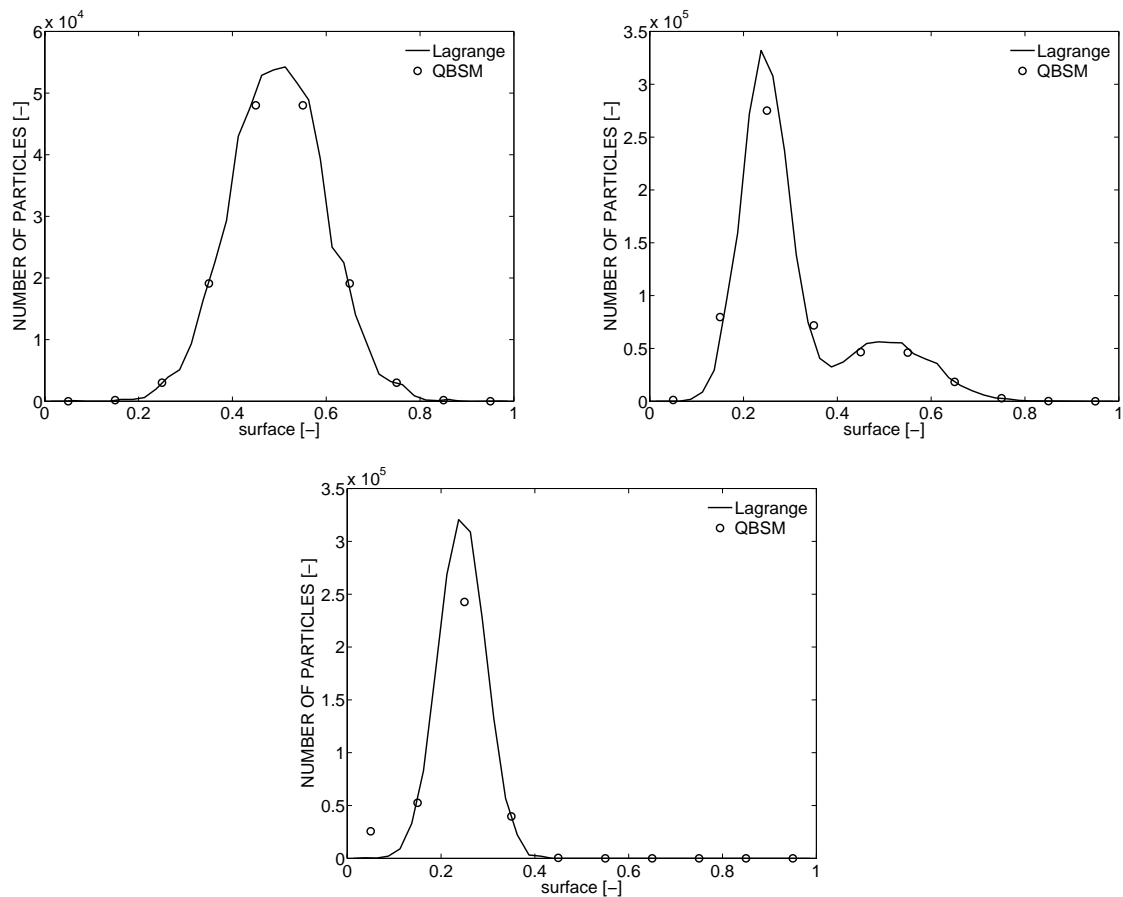 x 10^4
6
5
4
3
2
1
0
0 0.2 0.4 0.6 0.8 1
NUMBER OF PARTICLES [−]
surface [−]
Lagrange
QBSM
x 10^5
3.5
3
2.5
2
1.5
1
0.5
0
0 0.2 0.4 0.6 0.8 1
NUMBER OF PARTICLES [−]
surface [−]
Lagrange
QBSM
x 10^5
3.5
3
2.5
2
1.5
1
0.5
0
0 0.2 0.4 0.6 0.8 1
NUMBER OF PARTICLES [−]
surface [−]
Lagrange
QBSM